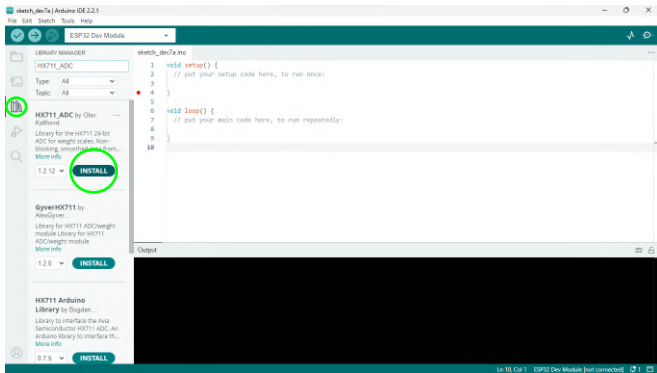 sketch_dec7a | Arduino IDE 2.2.1
File Edit Sketch Tools Help
ESP32 Dev Module
LIBRARY MANAGER
HX711_ADC
Type: All
Topic: All
HX711_ADC by Olav
Kallhovd
Library for the HX711 24-bit
ADC for weight scales. Non-
blocking, smoothed data from...
More info
1.2.12
INSTALL
GyverHX711 by
AlexGyver...
Library for HX711 ADC/weight
module Library for HX711
ADC/weight module
More info
1.2.0
INSTALL
HX711 Arduino
Library by Bogdan...
Library to interface the Avia
Semiconductor HX711 ADC. An
Arduino library to interface th...
More info
0.7.5
INSTALL
sketch_dec7a.ino
1 void setup() {
2 // put your setup code here, to run once:
3
4 }
5
6 void loop() {
7 // put your main code here, to run repeatedly:
8
9 }
10
Output
Ln 10, Col 1 ESP32 Dev Module [not connected] 1